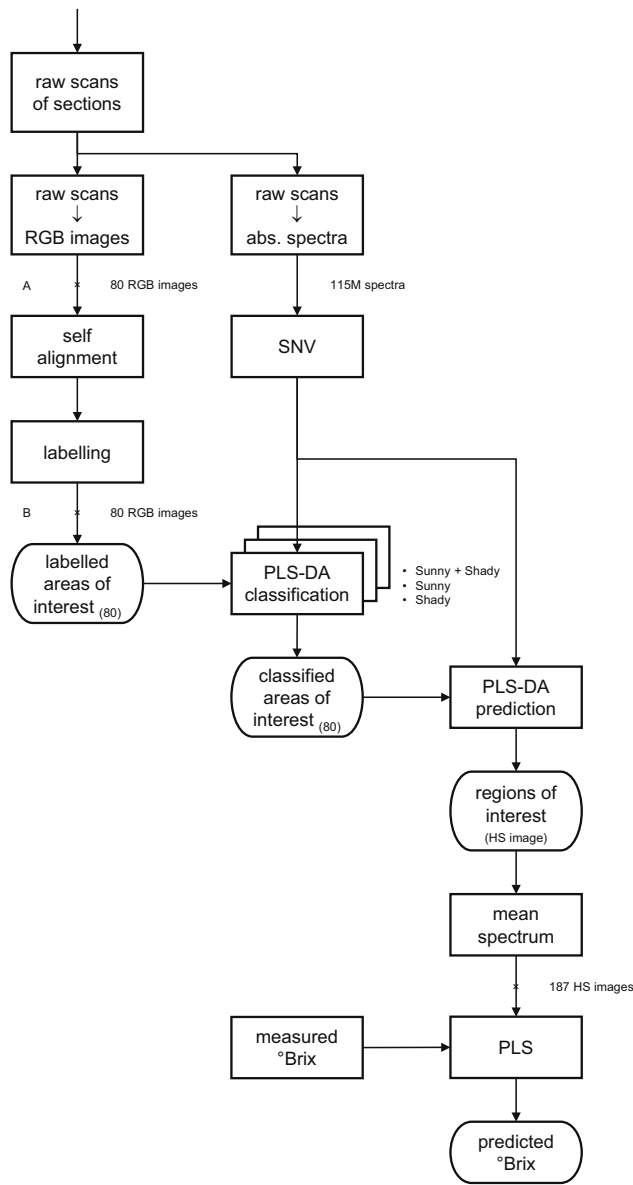 raw scans
of sections
raw scans
↓
RGB images
raw scans
↓
abs. spectra
A
80 RGB images
115M spectra
self
alignment
SNV
labelling
B
80 RGB images
labelled
areas of
interest (80)
PLS-DA
classification
• Sunny + Shady
• Sunny
• Shady
classified
areas of
interest (80)
PLS-DA
prediction
regions of
interest
(HS image)
mean
spectrum
187 HS images
measured
°Brix
PLS
predicted
°Brix